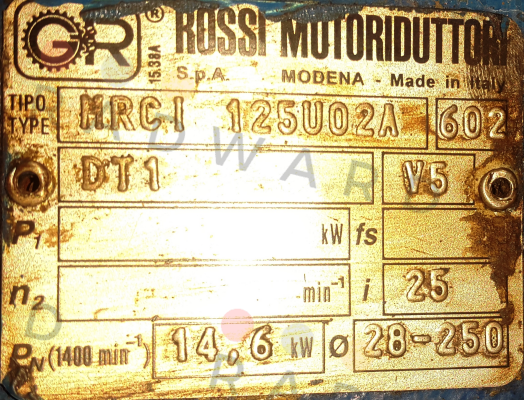 GR ® ROSSI MOTORIDUTTORI
15.38A S.p.A. MODENA - Made in Italy
TIPO TYPE MRCI 125U02A 602
DT1 V5
P1 kW fs
n2 min⁻¹ i 25
PN (1400 min⁻¹) 14,6 kW Ø 28-250